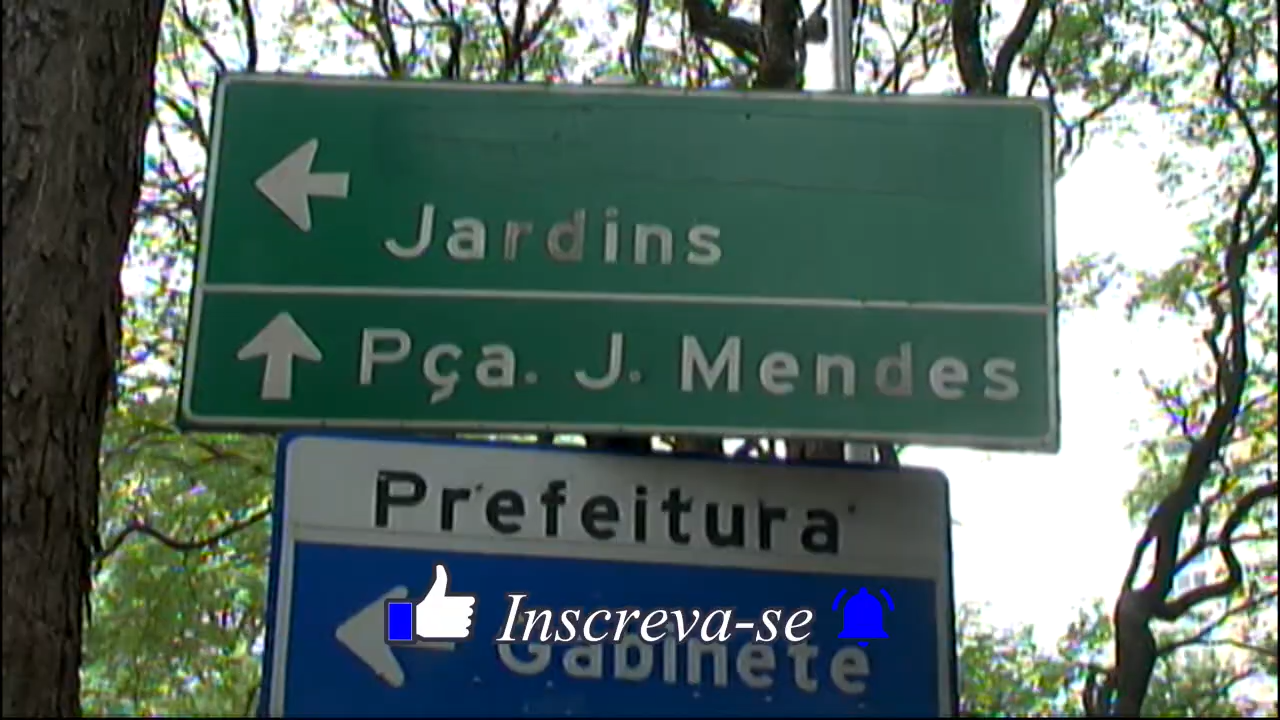 Jardins
Pça. J. Mendes
Prefeitura
Inscreva-se
Gabinete